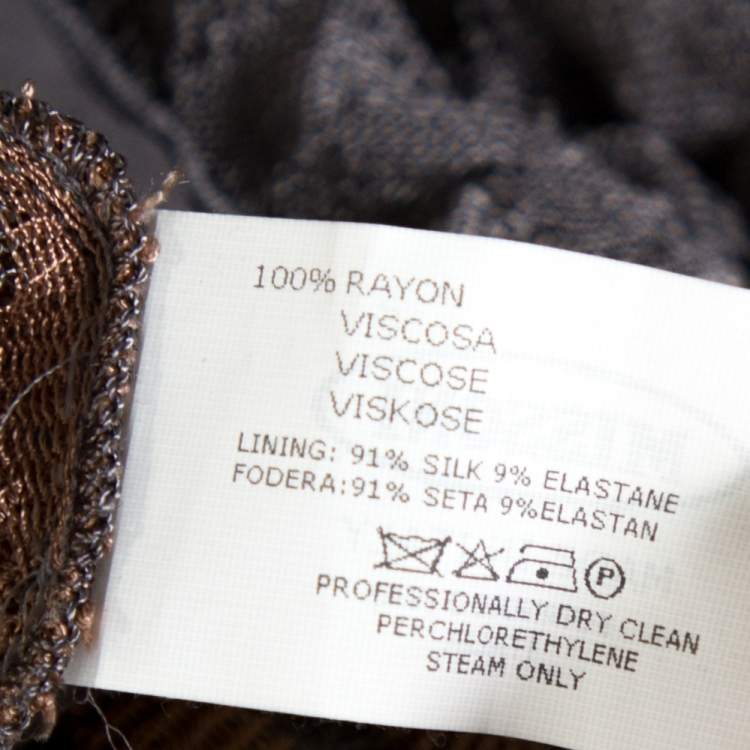 100% RAYON
VISCOSA
VISCOSE
VISKOSE
LINING: 91% SILK 9% ELASTANE
FODERA:91% SETA 9%ELASTAN
P
PROFESSIONALLY DRY CLEAN
PERCHLORETHYLENE
STEAM ONLY